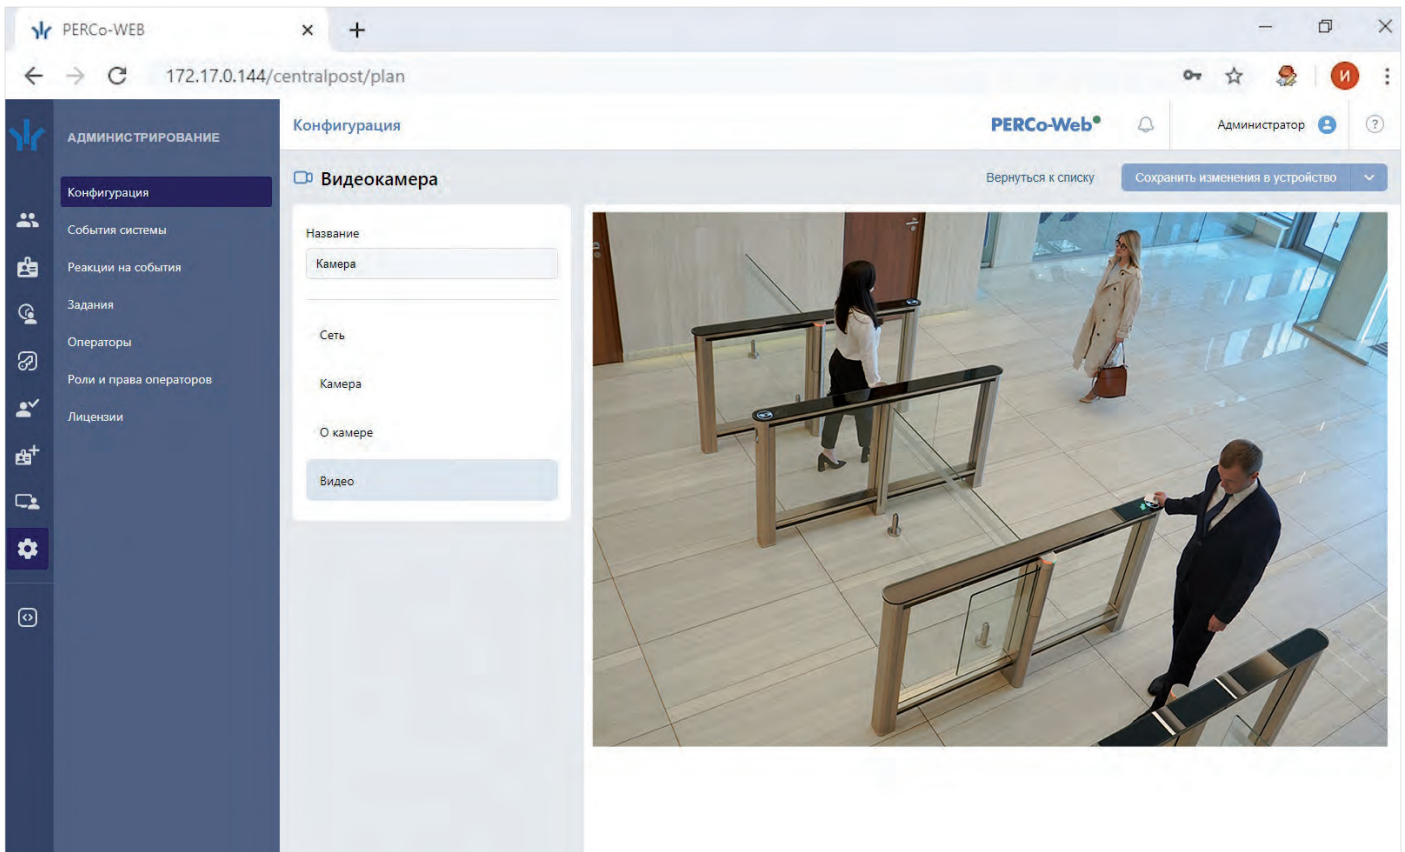 PERCo-WEB
172.17.0.144/centralpost/plan
И
АДМИНИСТРИРОВАНИЕ
Конфигурация
События системы
Реакции на события
Задания
Операторы
Роли и права операторов
Лицензии
Конфигурация
PERCo-Web
Администратор
?
Видеокамера
Вернуться к списку
Сохранить изменения в устройство
Название
Камера
Сеть
Камера
О камере
Видео